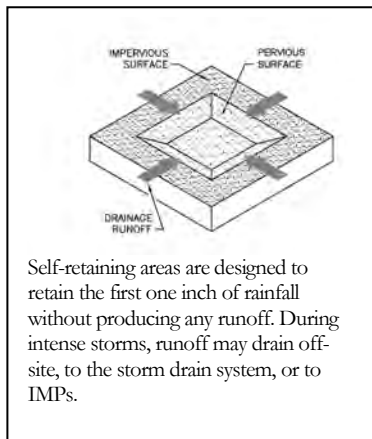 IMPERVIOUS
SURFACE
PERVIOUS
SURFACE
DRAINAGE
RUNOFF
Self-retaining areas are designed to
retain the first one inch of rainfall
without producing any runoff. During
intense storms, runoff may drain off-
site, to the storm drain system, or to
IMPs.